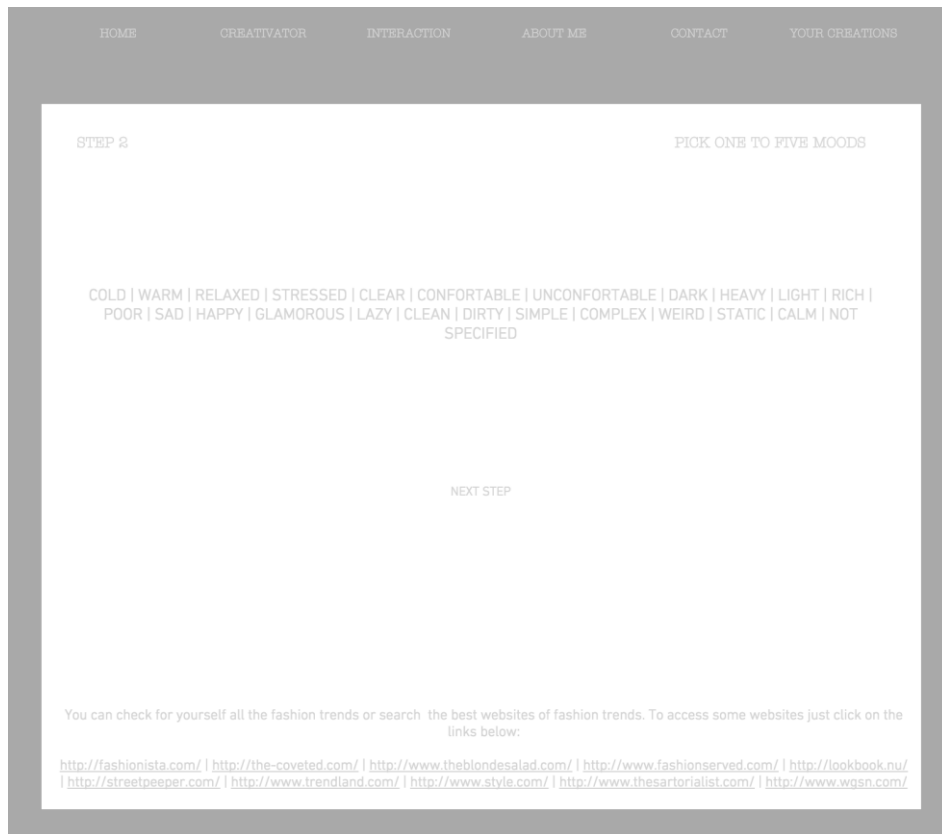 HOME CREATIVATOR INTERACTION ABOUT ME CONTACT YOUR CREATIONS
STEP 2 PICK ONE TO FIVE MOODS
COLD | WARM | RELAXED | STRESSED | CLEAR | CONFORTABLE | UNCONFORTABLE | DARK | HEAVY | LIGHT | RICH |
POOR | SAD | HAPPY | GLAMOROUS | LAZY | CLEAN | DIRTY | SIMPLE | COMPLEX | WEIRD | STATIC | CALM | NOT
SPECIFIED
NEXT STEP
You can check for yourself all the fashion trends or search  the best websites of fashion trends. To access some websites just click on the
links below:
http://fashionista.com/ | http://the-coveted.com/ | http://www.theblondesalad.com/ | http://www.fashionserved.com/ | http://lookbook.nu/
| http://streetpeeper.com/ | http://www.trendland.com/ | http://www.style.com/ | http://www.thesartorialist.com/ | http://www.wgsn.com/